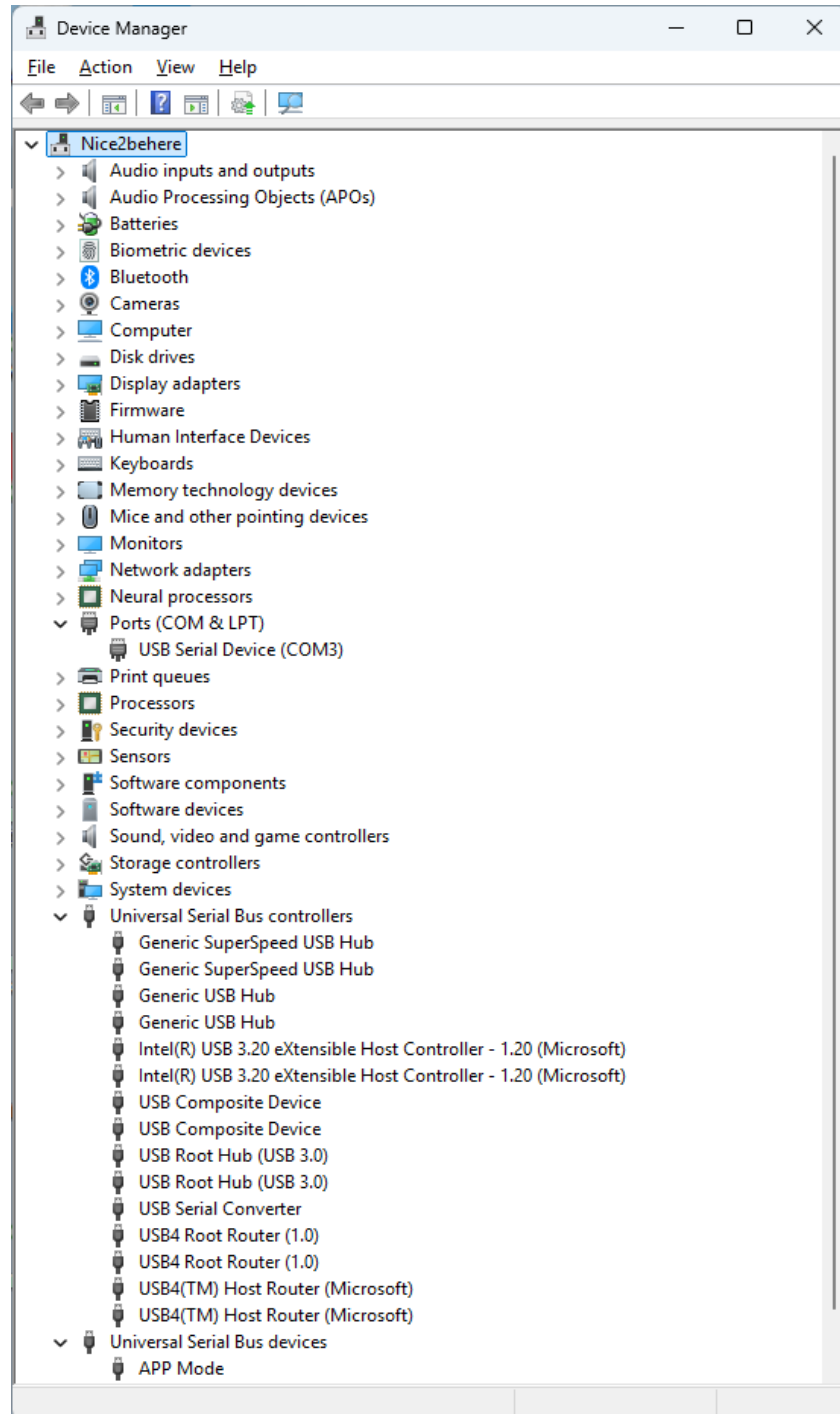 Device Manager
File Action View Help
Nice2behere
Audio inputs and outputs
Audio Processing Objects (APOs)
Batteries
Biometric devices
Bluetooth
Cameras
Computer
Disk drives
Display adapters
Firmware
Human Interface Devices
Keyboards
Memory technology devices
Mice and other pointing devices
Monitors
Network adapters
Neural processors
Ports (COM & LPT)
USB Serial Device (COM3)
Print queues
Processors
Security devices
Sensors
Software components
Software devices
Sound, video and game controllers
Storage controllers
System devices
Universal Serial Bus controllers
Generic SuperSpeed USB Hub
Generic SuperSpeed USB Hub
Generic USB Hub
Generic USB Hub
Intel(R) USB 3.20 eXtensible Host Controller - 1.20 (Microsoft)
Intel(R) USB 3.20 eXtensible Host Controller - 1.20 (Microsoft)
USB Composite Device
USB Composite Device
USB Root Hub (USB 3.0)
USB Root Hub (USB 3.0)
USB Serial Converter
USB4 Root Router (1.0)
USB4 Root Router (1.0)
USB4(TM) Host Router (Microsoft)
USB4(TM) Host Router (Microsoft)
Universal Serial Bus devices
APP Mode